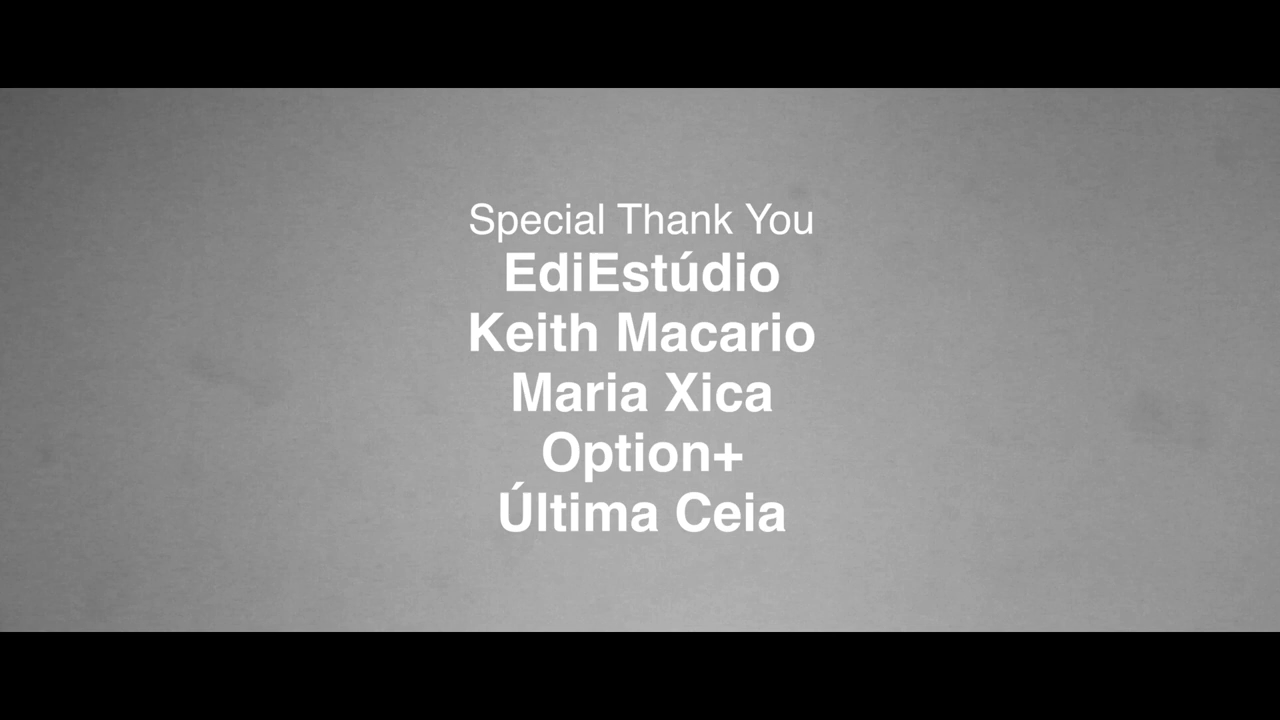 Special Thank You
EdiEstúdio
Keith Macario
Maria Xica
Option+
Última Ceia